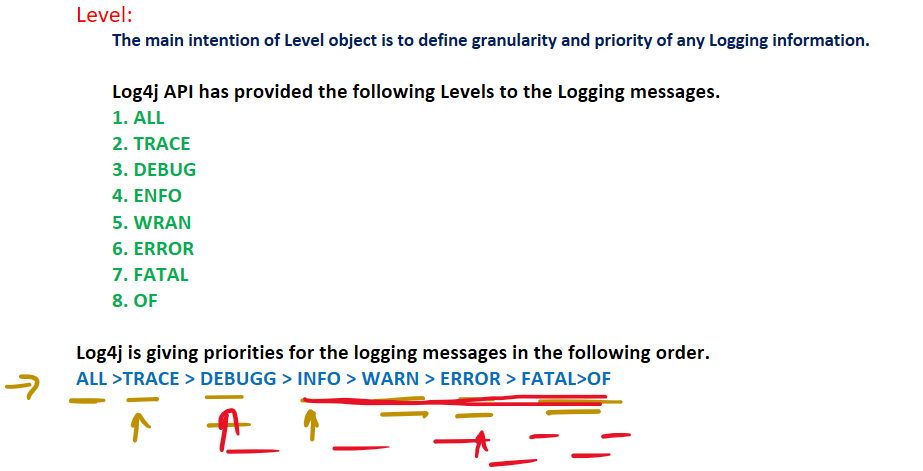 Level:
The main intention of Level object is to define granularity and priority of any Logging information.
Log4j API has provided the following Levels to the Logging messages.
1. ALL
2. TRACE
3. DEBUG
4. ENFO
5. WRAN
6. ERROR
7. FATAL
8. OF
Log4j is giving priorities for the logging messages in the following order.
ALL >TRACE > DEBUGG > INFO > WARN > ERROR > FATAL>OF